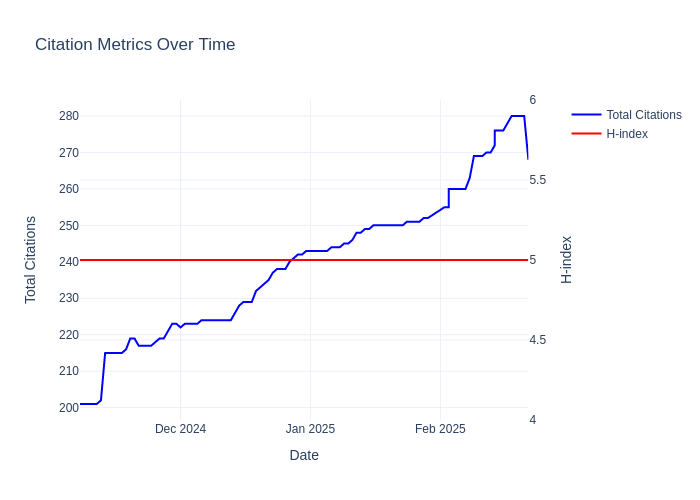 Citation Metrics Over Time
Total Citations
H-index
280
270
260
250
240
230
220
210
200
6
5.5
5
4.5
4
Dec 2024
Jan 2025
Feb 2025
Date
Total Citations
H-index